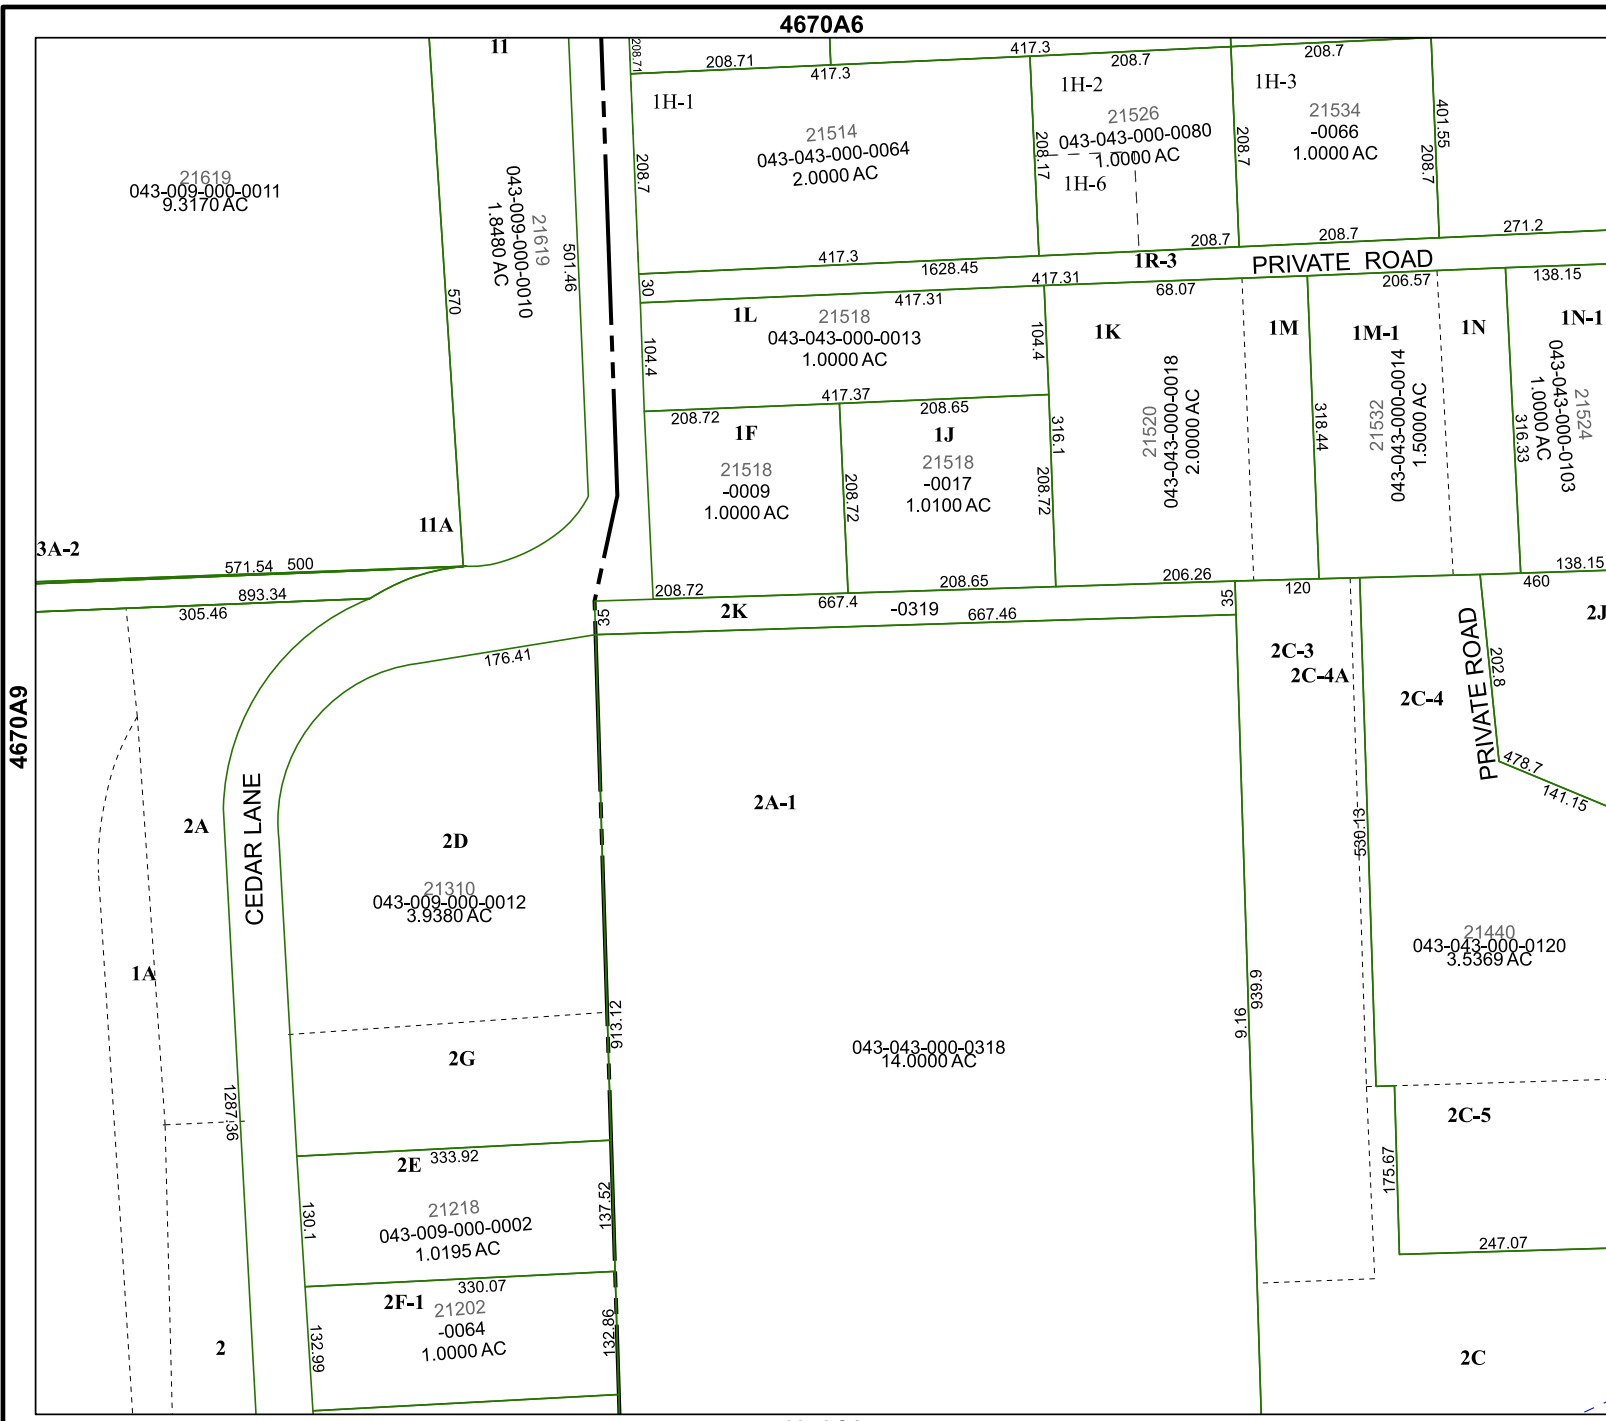 4670A6
11
208.71
208.71
417.3
417.3
208.7
208.7
1H-1
1H-2
1H-3
21514
043-043-000-0064
2.0000 AC
21526
043-043-000-0080
1.0000 AC
21534
-0066
1.0000 AC
401.55
208.7
208.7
208.17
208.7
1H-6
21619
043-009-000-0011
9.3170 AC
21619
043-009-000-0010
1.8480 AC
570
501.46
417.3
1628.45
417.31
1R-3
208.7
208.7
271.2
PRIVATE ROAD
30
417.31
68.07
206.57
138.15
1L
21518
043-043-000-0013
1.0000 AC
104.4
104.4
1K
1M
1M-1
1N
1N-1
21520
043-043-000-0018
2.0000 AC
21532
043-043-000-0014
1.5000 AC
21524
043-043-000-0103
1.0000 AC
318.44
316.33
417.37
208.72
208.65
1F
21518
-0009
1.0000 AC
208.72
1J
21518
-0017
1.0100 AC
316.1
208.72
11A
3A-2
571.54
500
893.34
305.46
208.72
667.4
208.65
206.26
120
460
138.15
35
2K
-0319
667.46
35
2J
176.41
2C-3
2C-4A
2C-4
PRIVATE ROAD
202.8
478.7
141.15
4670A9
2A
CEDAR LANE
2D
21310
043-009-000-0012
3.9380 AC
2A-1
530.13
21440
043-043-000-0120
3.5369 AC
1A
913.12
939.9
9.16
043-043-000-0318
14.0000 AC
2G
1287.36
2C-5
175.67
247.07
2E
333.92
21218
043-009-000-0002
1.0195 AC
130.1
137.52
330.07
2F-1
21202
-0064
1.0000 AC
132.99
132.86
2
2C